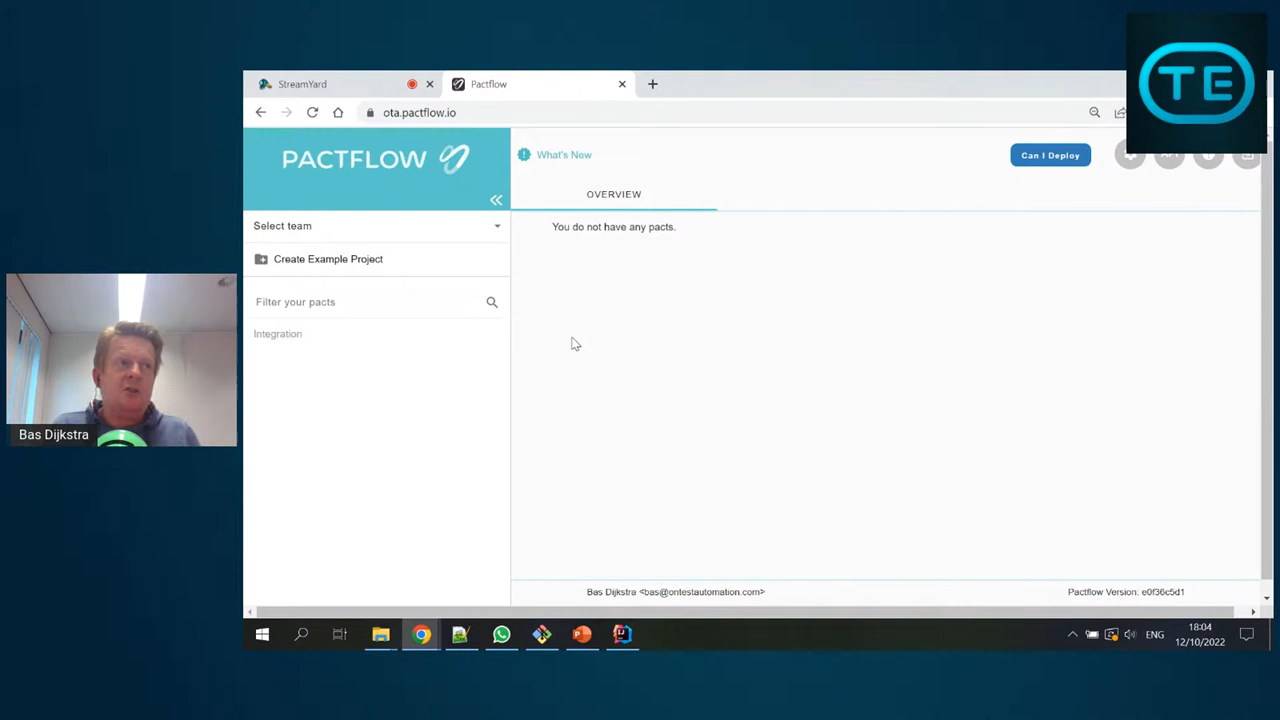 TE
StreamYard
Pactflow
ota.pactflow.io
PACTFLOW
What's New
Can I Deploy
OVERVIEW
Select team
You do not have any pacts.
Create Example Project
Filter your pacts
Integration
Bas Dijkstra
Bas Dijkstra <bas@ontestautomation.com>
Pactflow Version: e0f36c5d1
ENG
18:04
12/10/2022